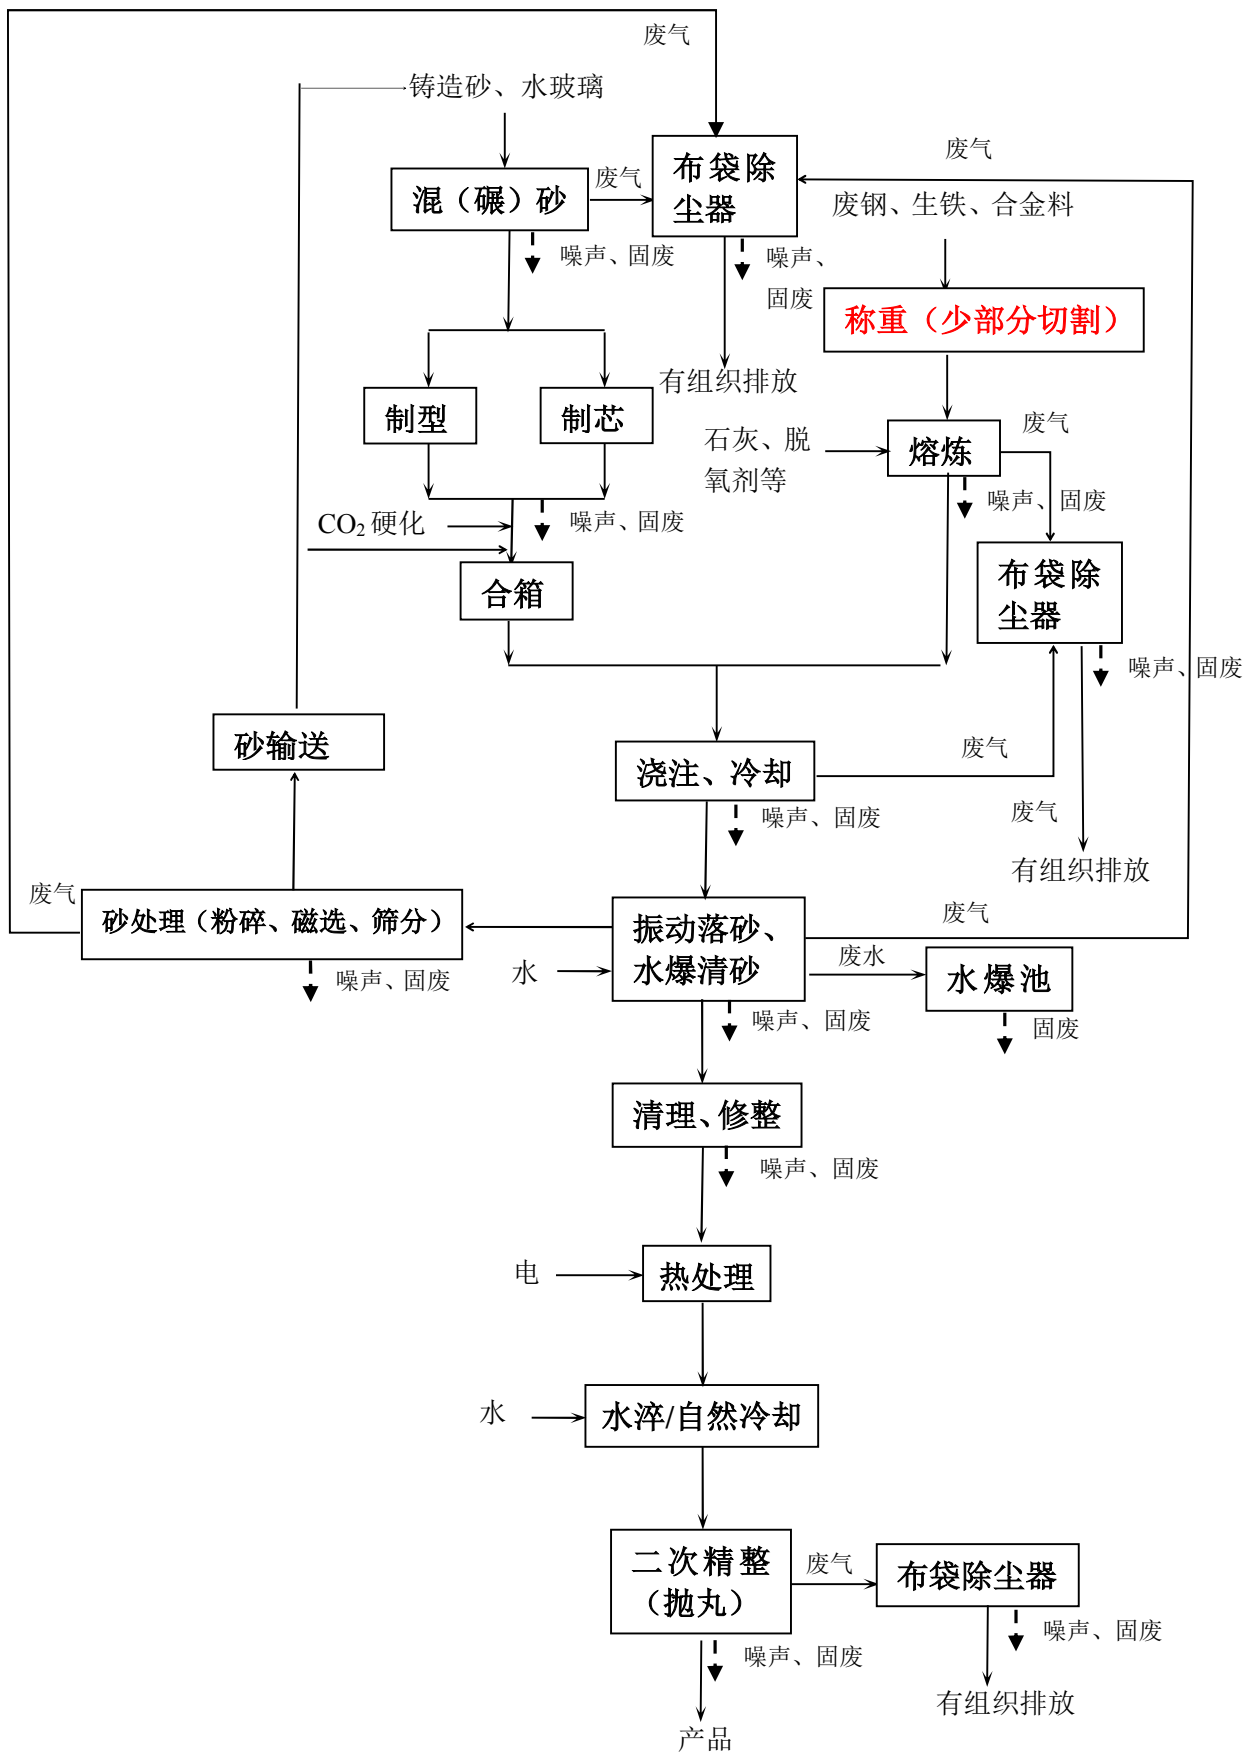 废气
铸造砂、水玻璃
混（碾）砂
废气
布袋除
尘器
废气
废钢、生铁、合金料
噪声、固废
噪声、
固废
称重（少部分切割）
有组织排放
制型
制芯
石灰、脱
氧剂等
熔炼
废气
噪声、固废
CO2 硬化
噪声、固废
合箱
布袋除
尘器
噪声、固废
砂输送
浇注、冷却
废气
噪声、固废
废气
有组织排放
废气
砂处理（粉碎、磁选、筛分）
噪声、固废
水
振动落砂、
水爆清砂
废气
废水
水爆池
噪声、固废
固废
清理、修整
噪声、固废
电
热处理
水
水淬/自然冷却
二次精整
（抛丸）
废气
布袋除尘器
噪声、固废
噪声、固废
有组织排放
产品